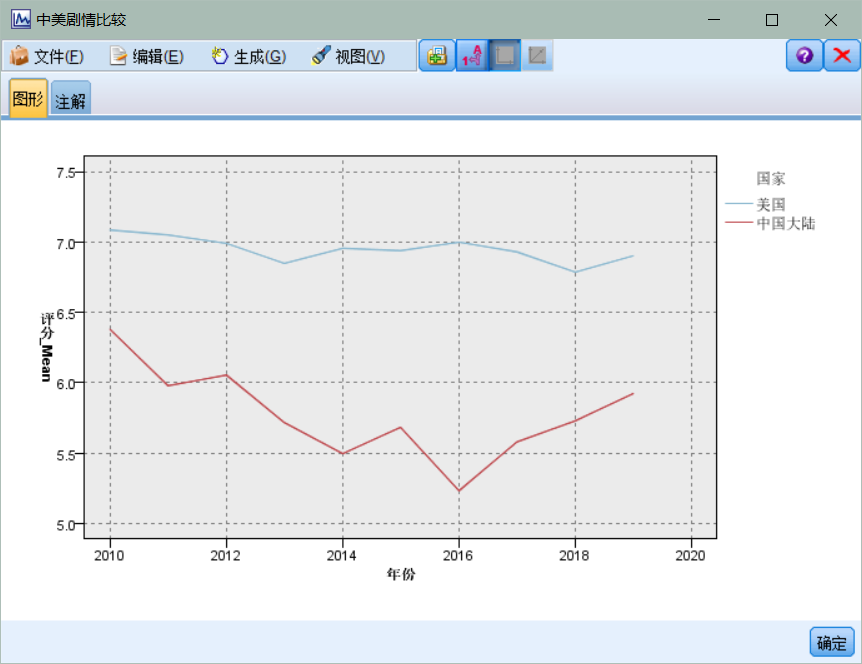 中美剧情比较
文件(F) 编辑(E) 生成(G) 视图(V)
图形 注解
国家
美国
中国大陆
评分_Mean
7.5
7.0
6.5
6.0
5.5
5.0
2010 2012 2014 2016 2018 2020
年份
确定